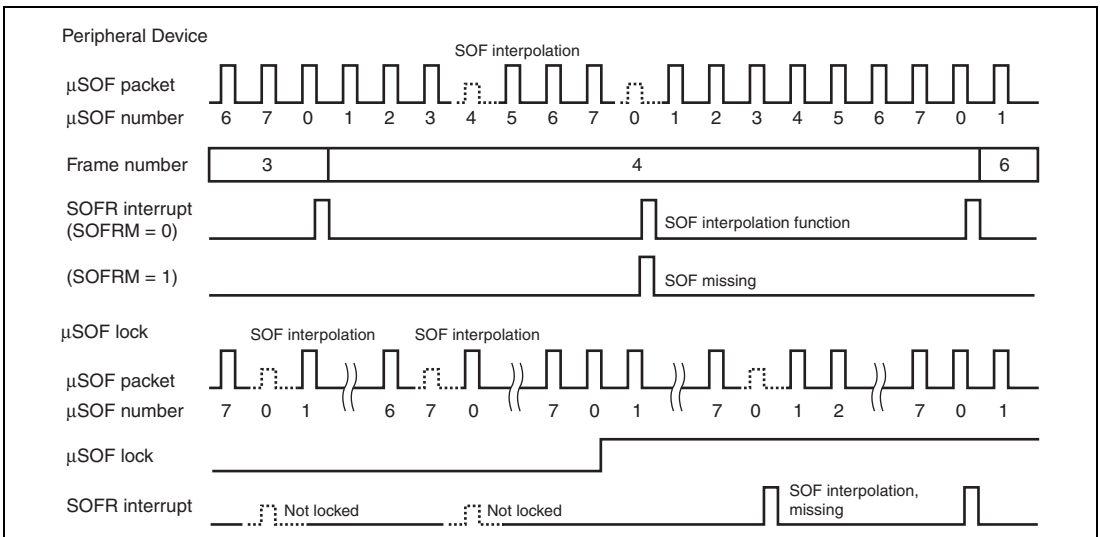 Peripheral Device
SOF interpolation
μSOF packet
μSOF number 6 7 0 1 2 3 4 5 6 7 0 1 2 3 4 5 6 7 0 1
Frame number 3 4 6
SOFR interrupt
(SOFRM = 0)
SOF interpolation function
(SOFRM = 1)
SOF missing
μSOF lock
SOF interpolation SOF interpolation
μSOF packet
μSOF number 7 0 1 6 7 0 7 0 1 7 0 1 2 7 0 1
μSOF lock
SOFR interrupt
Not locked Not locked
SOF interpolation,
missing